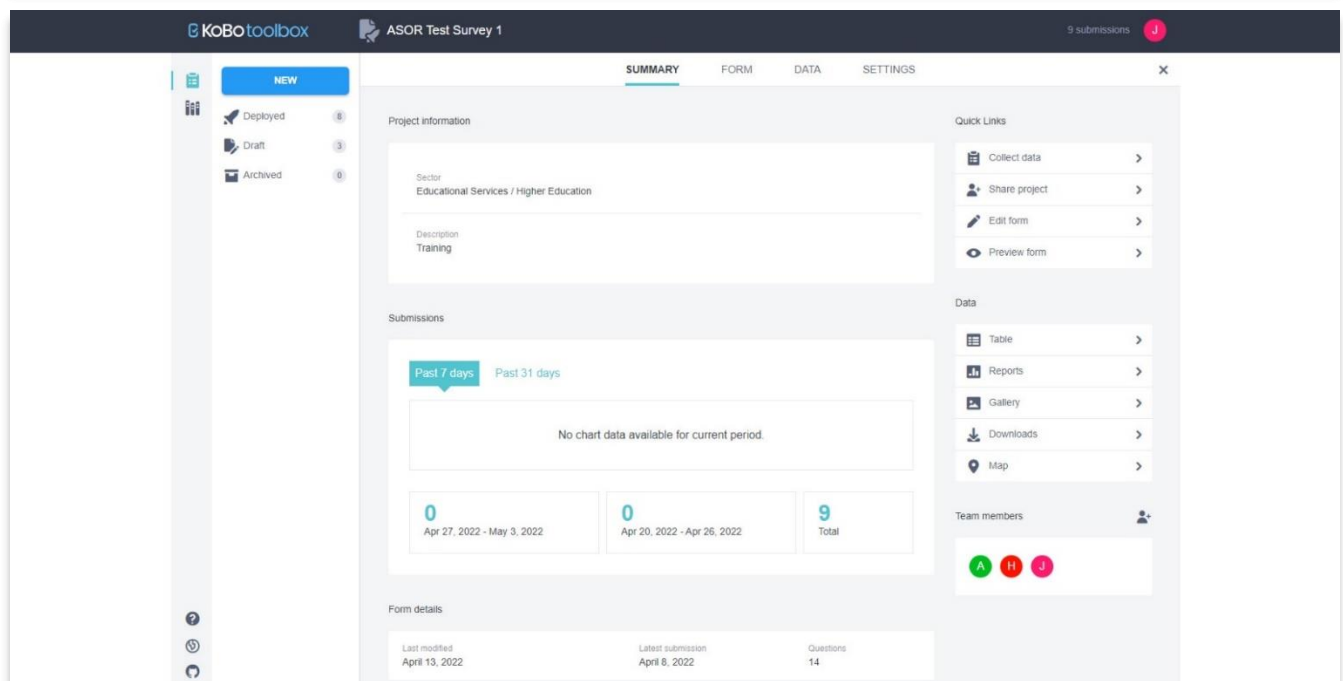 KoBo toolbox
ASOR Test Survey 1
9 submissions
J
NEW
Deployed 8
Draft 3
Archived 0
SUMMARY FORM DATA SETTINGS
Project information
Sector
Educational Services / Higher Education
Description
Training
Submissions
Past 7 days Past 31 days
No chart data available for current period.
0
Apr 27, 2022 - May 3, 2022
0
Apr 20, 2022 - Apr 26, 2022
9
Total
Form details
Last modified
April 13, 2022
Latest submission
April 8, 2022
Questions
14
Quick Links
Collect data
Share project
Edit form
Preview form
Data
Table
Reports
Gallery
Downloads
Map
Team members
A H J